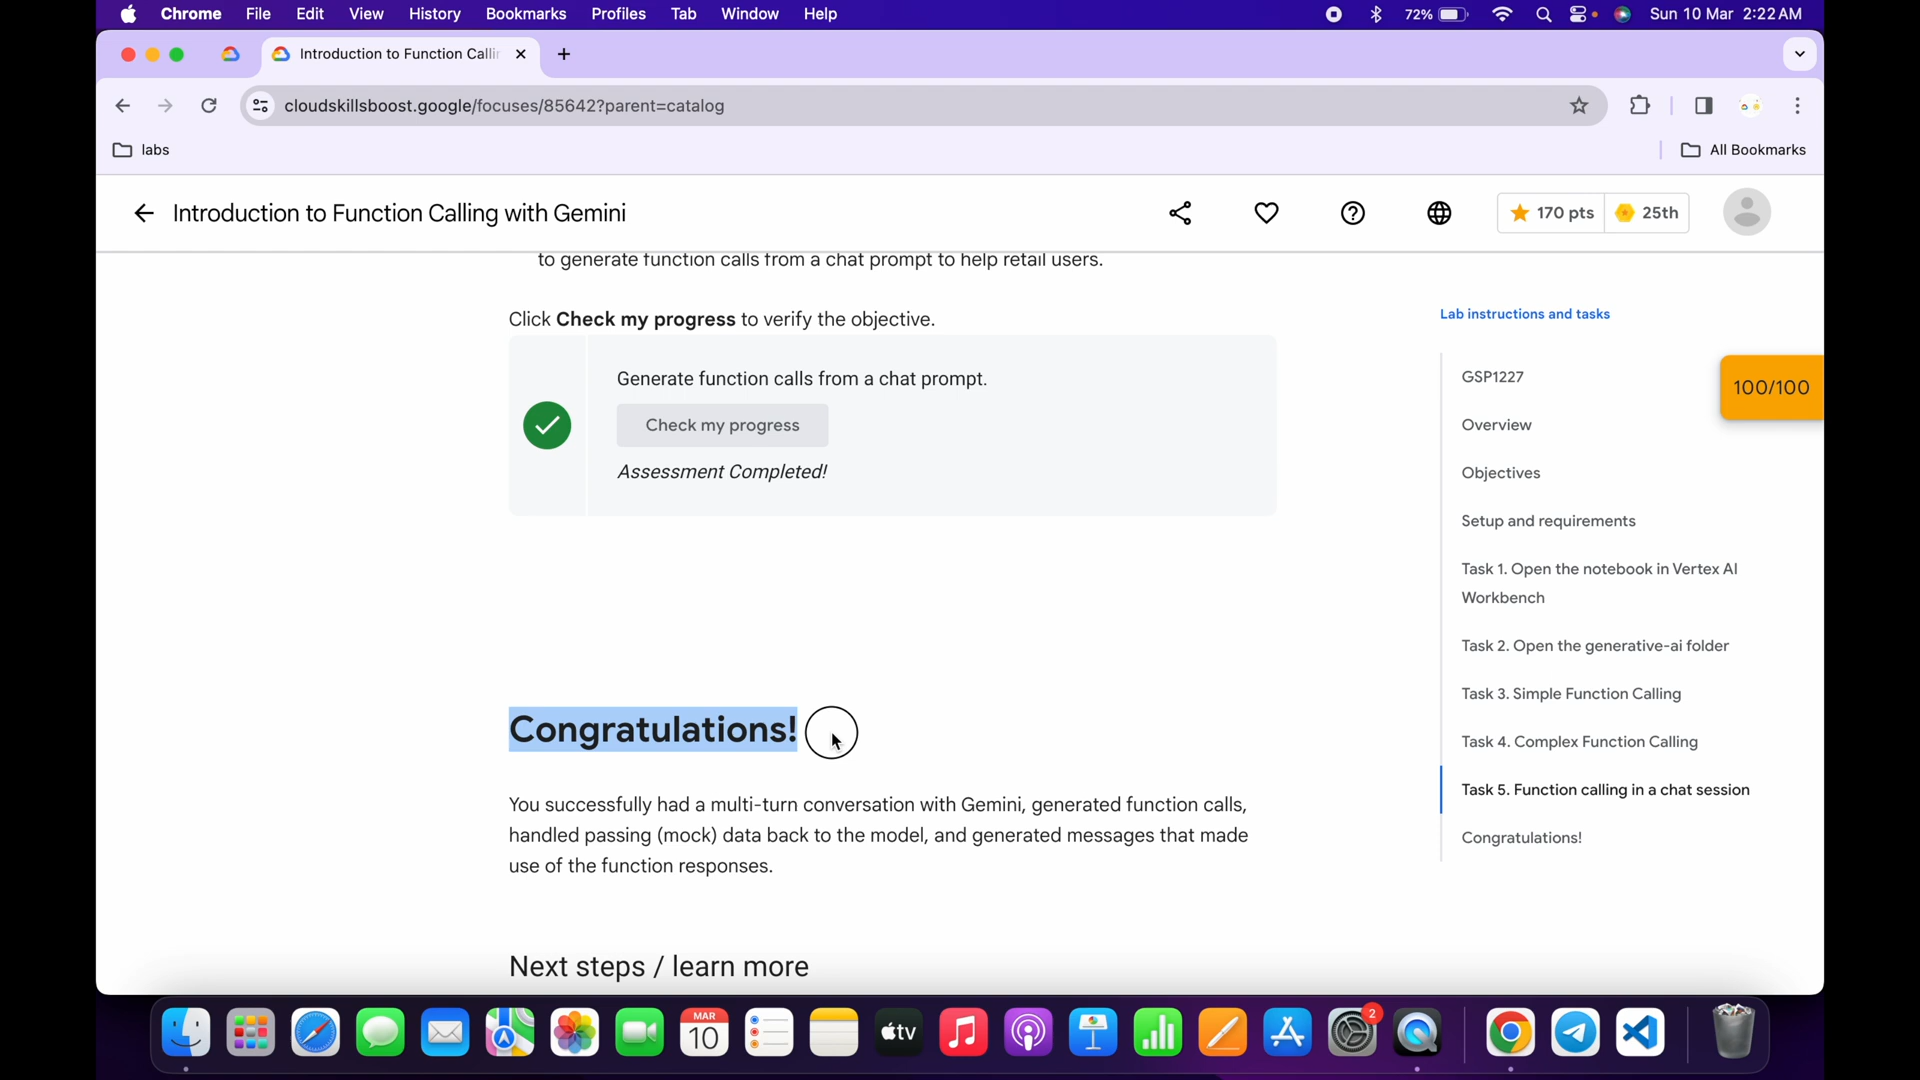 Chrome File Edit View History Bookmarks Profiles Tab Window Help 72% Sun 10 Mar 2:22 AM
Introduction to Function Calli
cloudskillsboost.google/focuses/85642?parent=catalog
labs All Bookmarks
Introduction to Function Calling with Gemini 170 pts 25th
to generate function calls from a chat prompt to help retail users.
Click Check my progress to verify the objective.
Generate function calls from a chat prompt.
Check my progress
Assessment Completed!
Congratulations!
You successfully had a multi-turn conversation with Gemini, generated function calls,
handled passing (mock) data back to the model, and generated messages that made
use of the function responses.
Next steps / learn more
Lab instructions and tasks
GSP1227
100/100
Overview
Objectives
Setup and requirements
Task 1. Open the notebook in Vertex AI
Workbench
Task 2. Open the generative-ai folder
Task 3. Simple Function Calling
Task 4. Complex Function Calling
Task 5. Function calling in a chat session
Congratulations!
MAR
10
tv
2